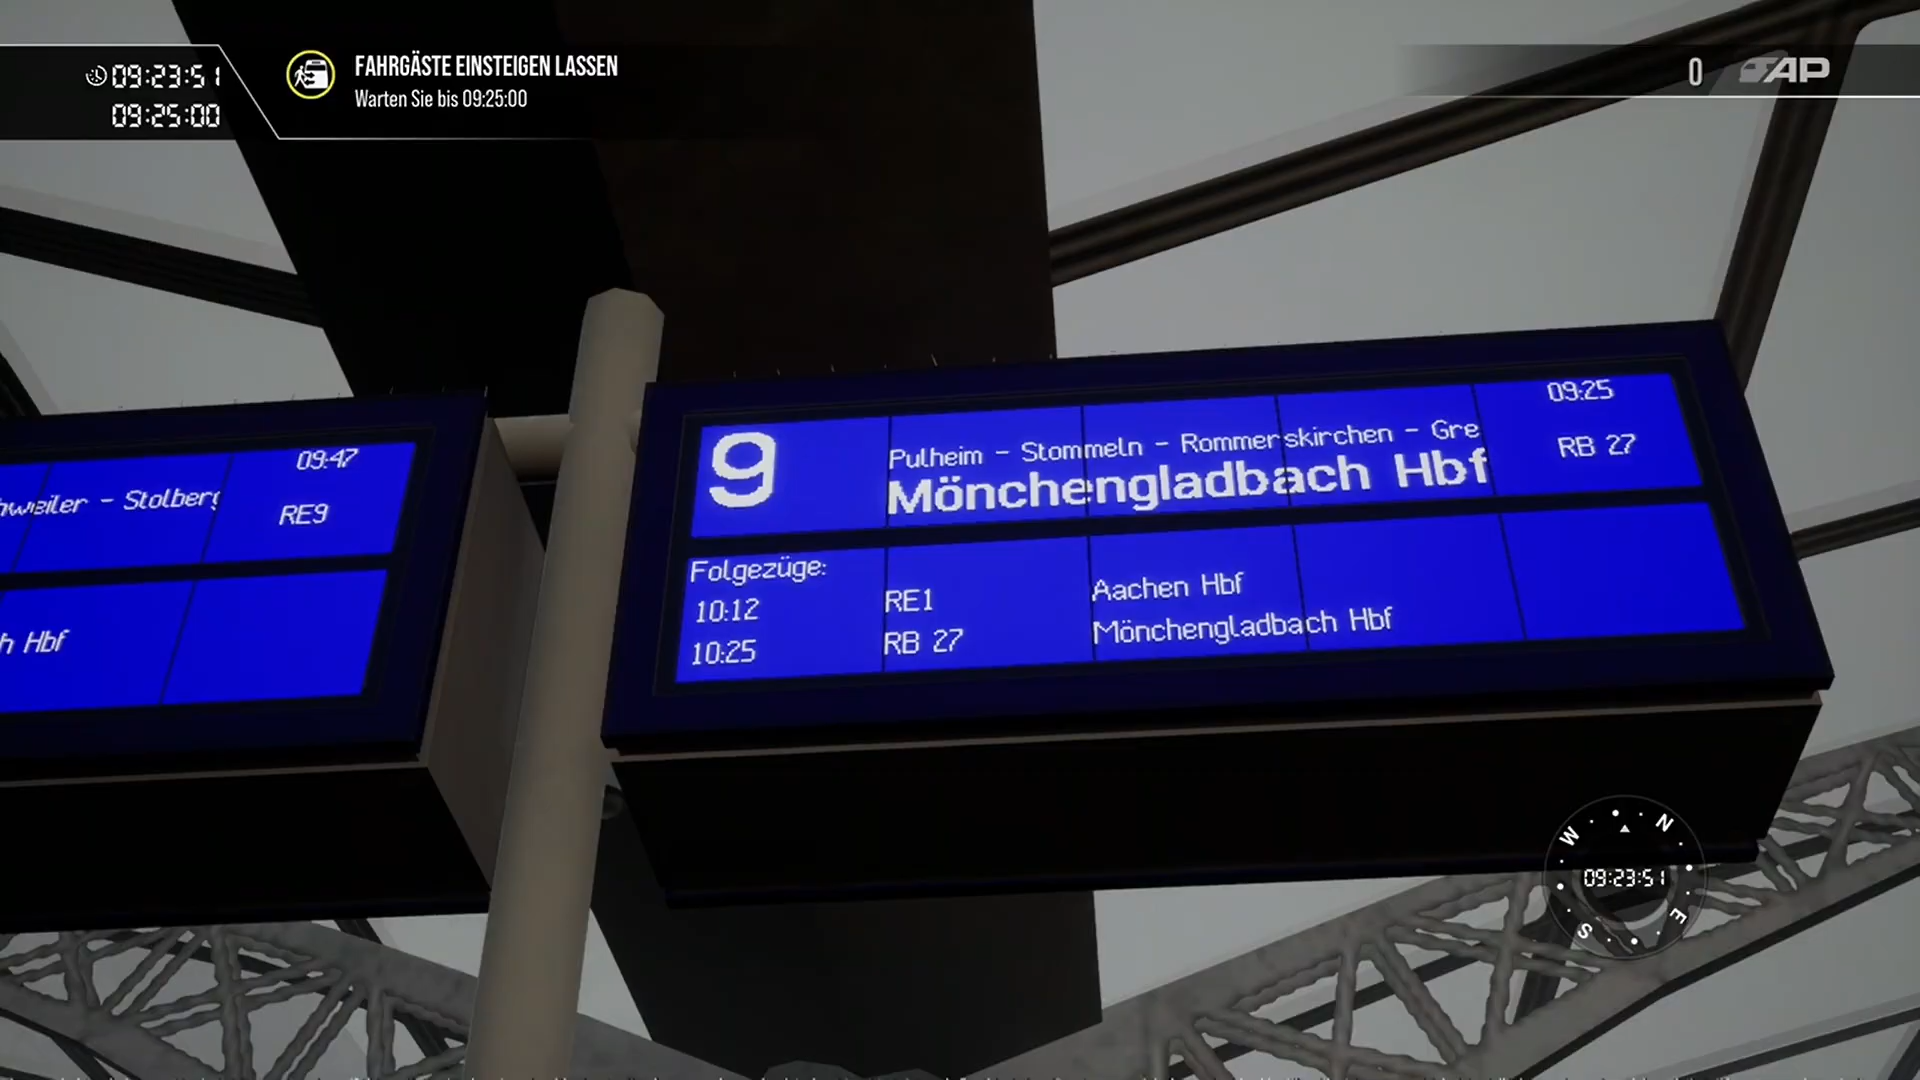 09:23:51
09:25:00
FAHRGÄSTE EINSTEIGEN LASSEN
Warten Sie bis 09:25:00
0 AP
09:47
- Stolberg
RE9
Hbf
9
Pulheim - Stommeln - Rommerskirchen - Gre
Mönchengladbach Hbf
09:25
RB 27
Folgezüge:
10:12 RE1 Aachen Hbf
10:25 RB 27 Mönchengladbach Hbf
W N
09:23:51
S E